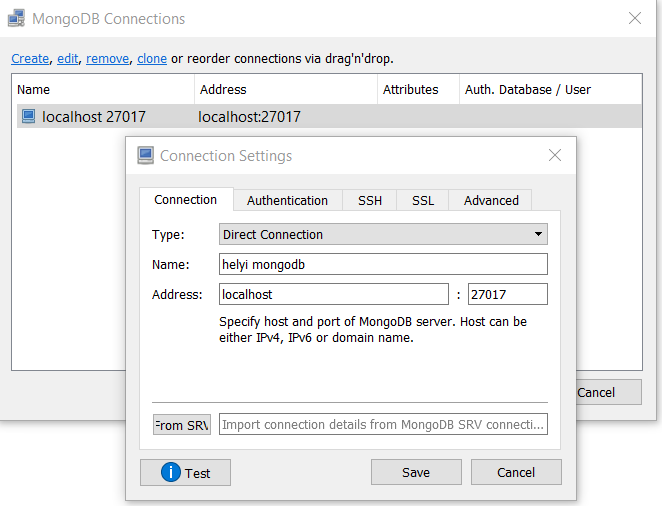 MongoDB Connections
Create, edit, remove, clone or reorder connections via drag'n'drop.
Name Address Attributes Auth. Database / User
localhost 27017 localhost:27017
Connection Settings
Connection Authentication SSH SSL Advanced
Type: Direct Connection
Name: helyi mongodb
Address: localhost : 27017
Specify host and port of MongoDB server. Host can be
either IPv4, IPv6 or domain name.
Cancel
From SRV Import connection details from MongoDB SRV connecti...
Test Save Cancel